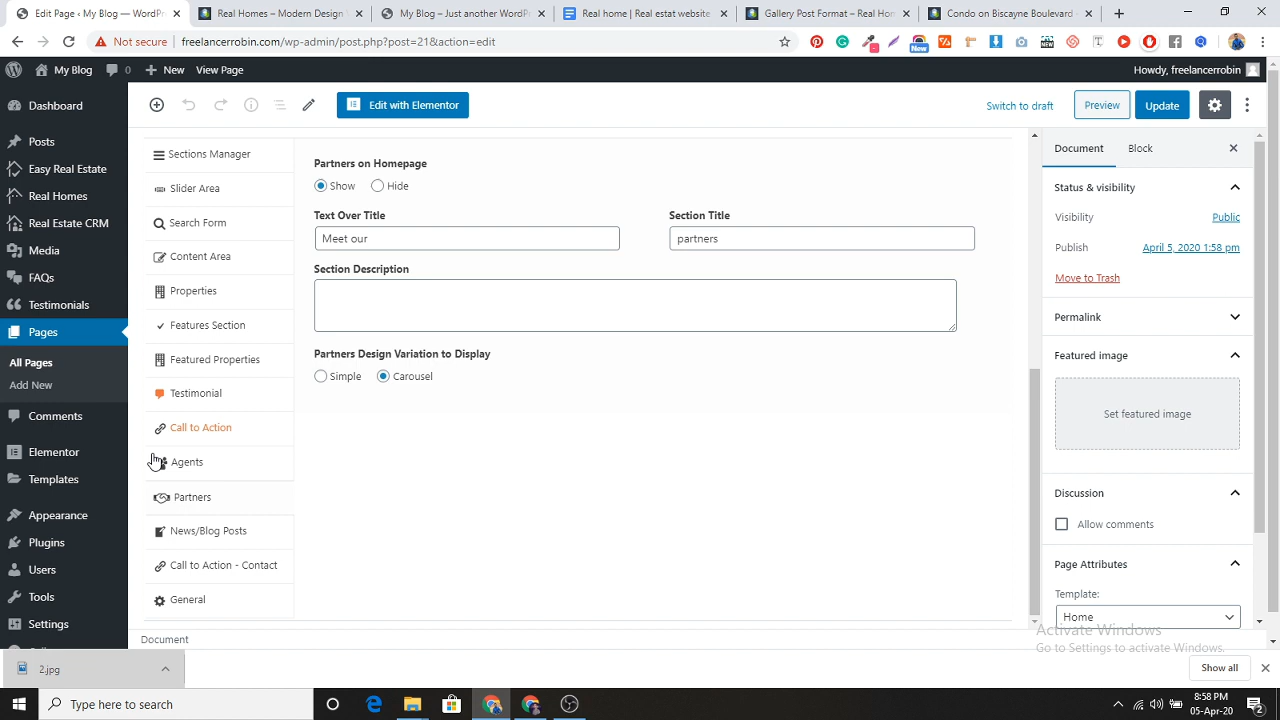 Edit Page ‹ My Blog — WordPr
Real Homes – Modern Design V
My Blog – Just another WordPr
Real home | Real estat website
Gallery Post Format – Real Hom
Condo on Biscayne Boulevard
Not secure | freelancerrobin.com/wp-admin/post.php?post=21&action=edit
New
NEW
My Blog 0 + New View Page Howdy, freelancerrobin
Dashboard
Edit with Elementor
Switch to draft Preview Update
Posts
Easy Real Estate
Real Homes
Real Estate CRM
Media
FAQs
Testimonials
Pages
All Pages
Add New
Comments
Elementor
Templates
Appearance
Plugins
Users
Tools
Settings
Sections Manager
Slider Area
Search Form
Content Area
Properties
Features Section
Featured Properties
Testimonial
Call to Action
Agents
Partners
News/Blog Posts
Call to Action - Contact
General
Partners on Homepage
Show Hide
Text Over Title Section Title
Meet our partners
Section Description
Partners Design Variation to Display
Simple Carousel
Document Block
Status & visibility
Visibility Public
Publish April 5, 2020 1:58 pm
Move to Trash
Permalink
Featured image
Set featured image
Discussion
Allow comments
Page Attributes
Template:
Home
Activate Windows
Go to Settings to activate Windows.
Document
2.jpg
Show all
Type here to search
8:58 PM
05-Apr-20
2